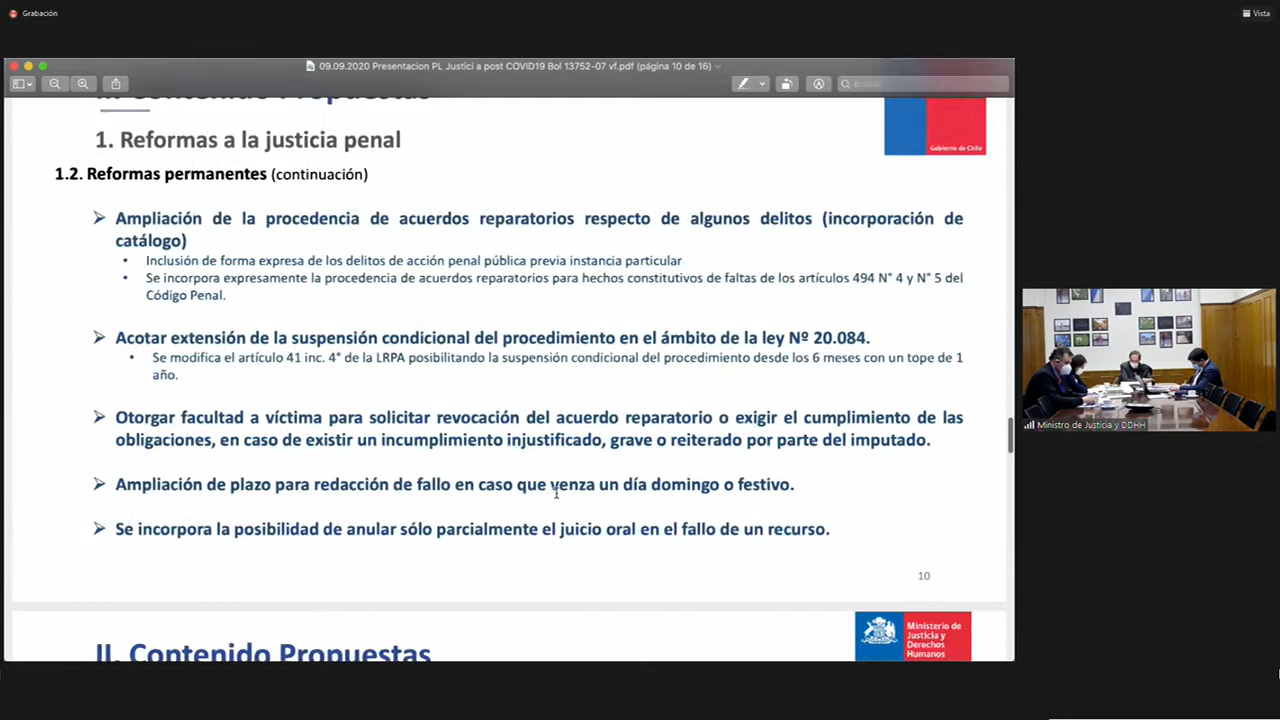 Grabación
Vista
09.09.2020 Presentacion PL Justici a post COVID19 Bol 13752-07 vf.pdf (página 10 de 16)
Buscar
II. Contenido Propuestas
1. Reformas a la justicia penal
Gobierno de Chile
1.2. Reformas permanentes (continuación)
Ampliación de la procedencia de acuerdos reparatorios respecto de algunos delitos (incorporación de
catálogo)
Inclusión de forma expresa de los delitos de acción penal pública previa instancia particular
Se incorpora expresamente la procedencia de acuerdos reparatorios para hechos constitutivos de faltas de los artículos 494 N° 4 y N° 5 del
Código Penal.
Acotar extensión de la suspensión condicional del procedimiento en el ámbito de la ley Nº 20.084.
Se modifica el artículo 41 inc. 4° de la LRPA posibilitando la suspensión condicional del procedimiento desde los 6 meses con un tope de 1
año.
Otorgar facultad a víctima para solicitar revocación del acuerdo reparatorio o exigir el cumplimiento de las
obligaciones, en caso de existir un incumplimiento injustificado, grave o reiterado por parte del imputado.
Ampliación de plazo para redacción de fallo en caso que venza un día domingo o festivo.
Se incorpora la posibilidad de anular sólo parcialmente el juicio oral en el fallo de un recurso.
10
II. Contenido Propuestas
Ministerio de
Justicia y
Derechos
Humanos
Ministro de Justicia y DDHH